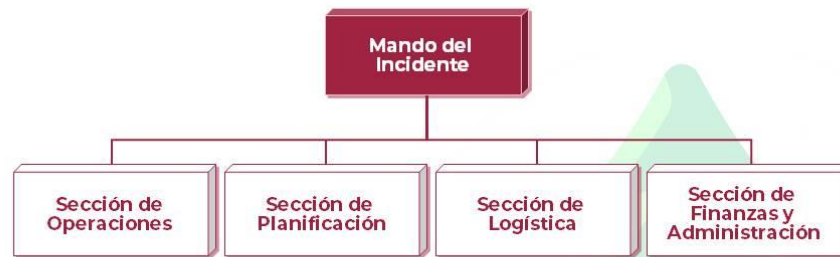 Mando del
Incidente
Sección de
Operaciones
Sección de
Planificación
Sección de
Logística
Sección de
Finanzas y
Administración